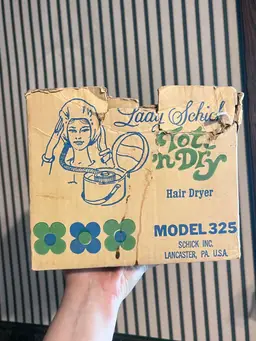 Lady Schick
Tote
'n Dry
Hair Dryer
MODEL 325
SCHICK INC.
LANCASTER, PA. U.S.A.